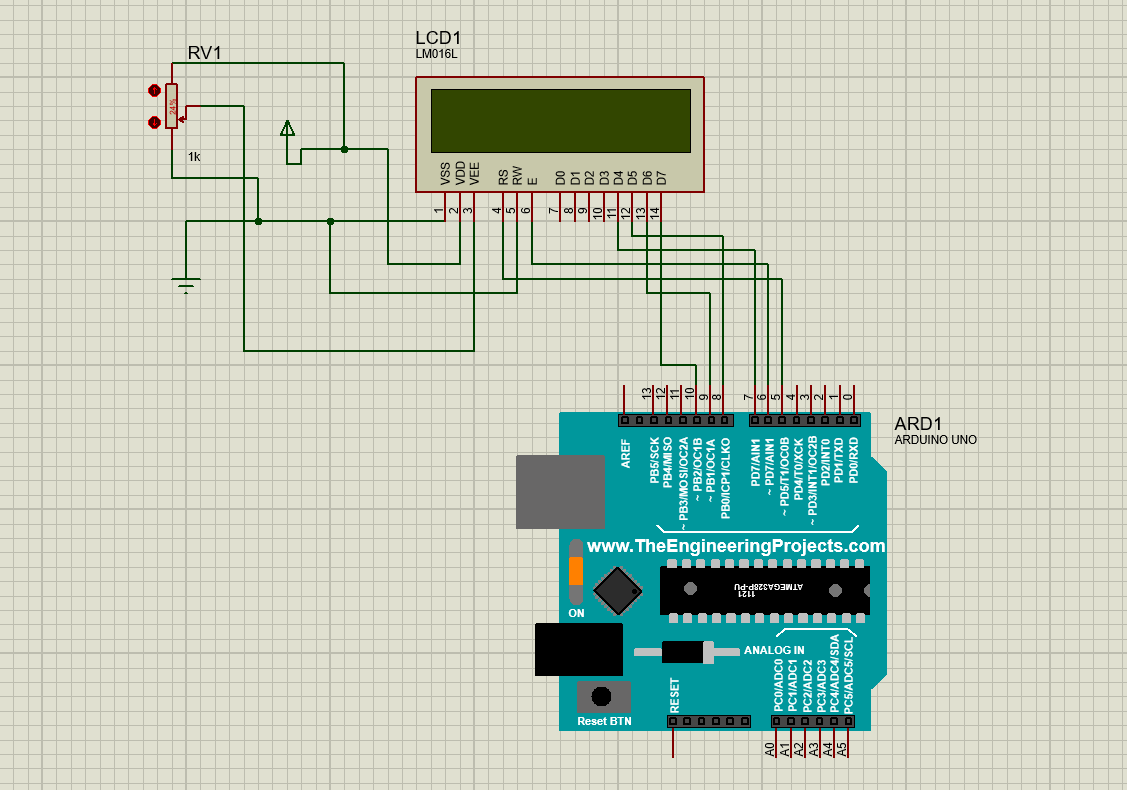 LCD1
LM016L
RV1
24%
1k
VSS
VDD
VEE
RS
RW
E
D0
D1
D2
D3
D4
D5
D6
D7
1
2
3
4
5
6
7
8
9
10
11
12
13
14
13
12
11
10
9
8
7
6
5
4
3
2
1
0
ARD1
ARDUINO UNO
AREF
PB5/SCK
PB4/MISO
~ PB3/MOSI/OC2A
~ PB2/OC1B
~ PB1/OC1A
PB0/ICP1/CLKO
PD7/AIN1
~ PD7/AIN1
~ PD5/T1/OC0B
PD4/T0/XCK
~ PD3/INT1/OC2B
PD2/INT0
PD1/TXD
PD0/RXD
www.TheEngineeringProjects.com
ATMEGA328P-PU
1121
ON
ANALOG IN
RESET
PC0/ADC0
PC1/ADC1
PC2/ADC2
PC3/ADC3
PC4/ADC4/SDA
PC5/ADC5/SCL
Reset BTN
A0
A1
A2
A3
A4
A5